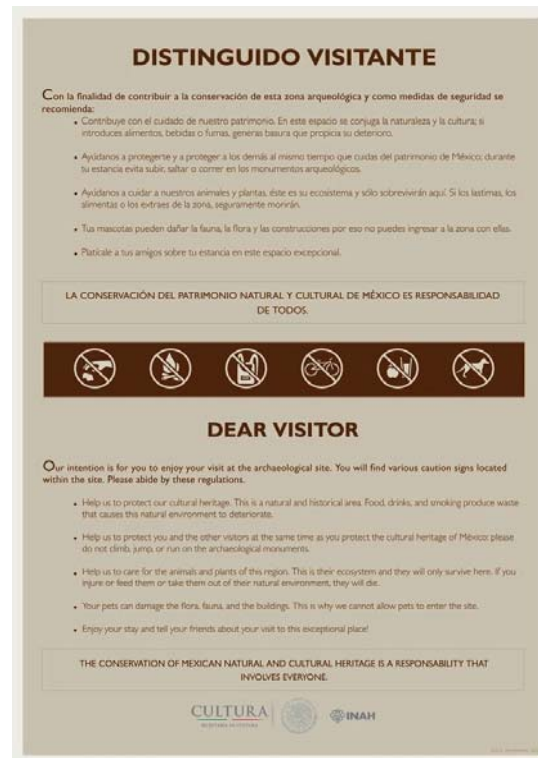 DISTINGUIDO VISITANTE
Con la finalidad de contribuir a la conservación de esta zona arqueológica y como medidas de seguridad se
recomienda:
• Contribuye con el cuidado de nuestro patrimonio. En este espacio se conjuga la naturaleza y la cultura; si
introduces alimentos, bebidas o fumas, generas basura que propicia su deterioro.
• Ayúdanos a protegerte y a proteger a los demás al mismo tiempo que cuidas del patrimonio de México; durante
tu estancia evita subir, saltar o correr en los monumentos arqueológicos.
• Ayúdanos a cuidar a nuestros animales y plantas, éste es su ecosistema y sólo sobrevivirán aquí. Si los lastimas, los
alimentas o los extraes de la zona, seguramente morirán.
• Tus mascotas pueden dañar la fauna, la flora y las construcciones por eso no puedes ingresar a la zona con ellas.
• Platícale a tus amigos sobre tu estancia en este espacio excepcional.
LA CONSERVACIÓN DEL PATRIMONIO NATURAL Y CULTURAL DE MÉXICO ES RESPONSABILIDAD
DE TODOS.
DEAR VISITOR
Our intention is for you to enjoy your visit at the archaeological site. You will find various caution signs located
within the site. Please abide by these regulations.
• Help us to protect our cultural heritage. This is a natural and historical area. Food, drinks, and smoking produce waste
that causes this natural environment to deteriorate.
• Help us to protect you and the other visitors at the same time as you protect the cultural heritage of México: please
do not climb, jump, or run on the archaeological monuments.
• Help us to care for the animals and plants of this region. This is their ecosystem and they will only survive here. If you
injure or feed them or take them out of their natural environment, they will die.
• Your pets can damage the flora, fauna, and the buildings. This is why we cannot allow pets to enter the site.
• Enjoy your stay and tell your friends about your visit to this exceptional place!
THE CONSERVATION OF MEXICAN NATURAL AND CULTURAL HERITAGE IS A RESPONSIBILITY THAT
INVOLVES EVERYONE.
CULTURA
SECRETARÍA DE CULTURA
INAH